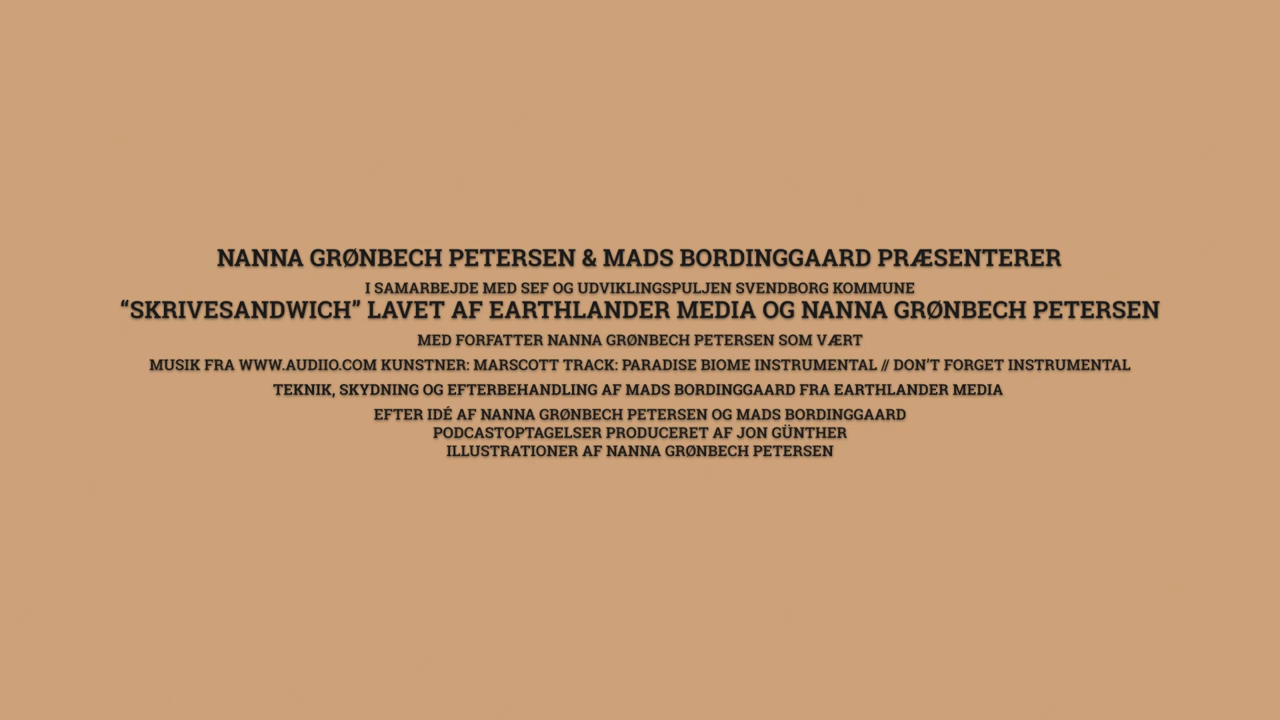 NANNA GRØNBECH PETERSEN & MADS BORDINGGAARD PRÆSENTERER
I SAMARBEJDE MED SEF OG UDVIKLINGSPULJEN SVENDBORG KOMMUNE
“SKRIVESANDWICH” LAVET AF EARTHLANDER MEDIA OG NANNA GRØNBECH PETERSEN
MED FORFATTER NANNA GRØNBECH PETERSEN SOM VÆRT
MUSIK FRA WWW.AUDIIO.COM KUNSTNER: MARSCOTT TRACK: PARADISE BIOME INSTRUMENTAL // DON’T FORGET INSTRUMENTAL
TEKNIK, SKYDNING OG EFTERBEHANDLING AF MADS BORDINGGAARD FRA EARTHLANDER MEDIA
EFTER IDÉ AF NANNA GRØNBECH PETERSEN OG MADS BORDINGGAARD
PODCASTOPTAGELSER PRODUCERET AF JON GÜNTHER
ILLUSTRATIONER AF NANNA GRØNBECH PETERSEN